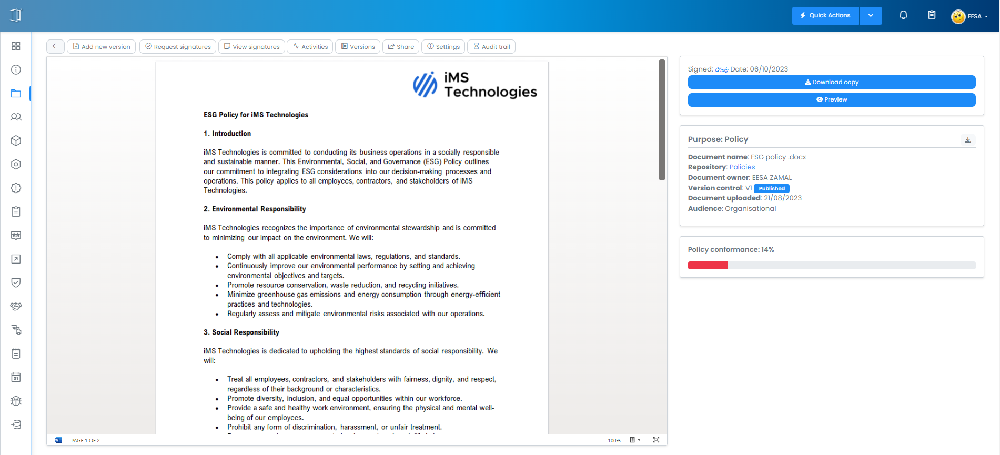 Quick Actions
EESA
Add new version
Request signatures
View signatures
Activities
Versions
Share
Settings
Audit trail
iMS
Technologies
ESG Policy for iMS Technologies
1. Introduction
iMS Technologies is committed to conducting its business operations in a socially responsible
and sustainable manner. This Environmental, Social, and Governance (ESG) Policy outlines
our commitment to integrating ESG considerations into our decision-making processes and
operations. This policy applies to all employees, contractors, and stakeholders of iMS
Technologies.
2. Environmental Responsibility
iMS Technologies recognizes the importance of environmental stewardship and is committed
to minimizing our impact on the environment. We will:
• Comply with all applicable environmental laws, regulations, and standards.
• Continuously improve our environmental performance by setting and achieving
environmental objectives and targets.
• Promote resource conservation, waste reduction, and recycling initiatives.
• Minimize greenhouse gas emissions and energy consumption through energy-efficient
practices and technologies.
• Regularly assess and mitigate environmental risks associated with our operations.
3. Social Responsibility
iMS Technologies is dedicated to upholding the highest standards of social responsibility. We
will:
• Treat all employees, contractors, and stakeholders with fairness, dignity, and respect,
regardless of their background or characteristics.
• Promote diversity, inclusion, and equal opportunities within our workforce.
• Provide a safe and healthy work environment, ensuring the physical and mental well-
being of our employees.
• Prohibit any form of discrimination, harassment, or unfair treatment.
PAGE 1 OF 2
100%
Signed: Andy Date: 06/10/2023
Download copy
Preview
Purpose: Policy
Document name: ESG policy .docx
Repository: Policies
Document owner: EESA ZAMAL
Version control: V1 Published
Document uploaded: 21/08/2023
Audience: Organisational
Policy conformance: 14%
31